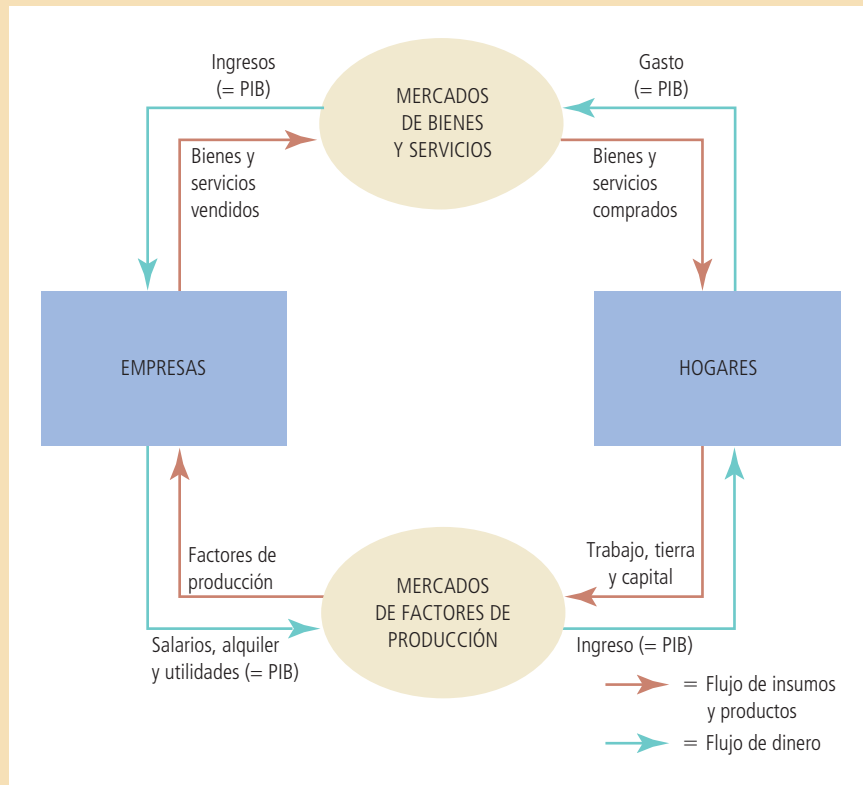 Ingresos
(= PIB)
MERCADOS
DE BIENES
Y SERVICIOS
Gasto
(= PIB)
Bienes y
servicios
vendidos
Bienes y
servicios
comprados
EMPRESAS
HOGARES
Factores de
producción
MERCADOS
DE FACTORES DE
PRODUCCIÓN
Trabajo, tierra
y capital
Salarios, alquiler
y utilidades (= PIB)
Ingreso (= PIB)
= Flujo de insumos
y productos
= Flujo de dinero